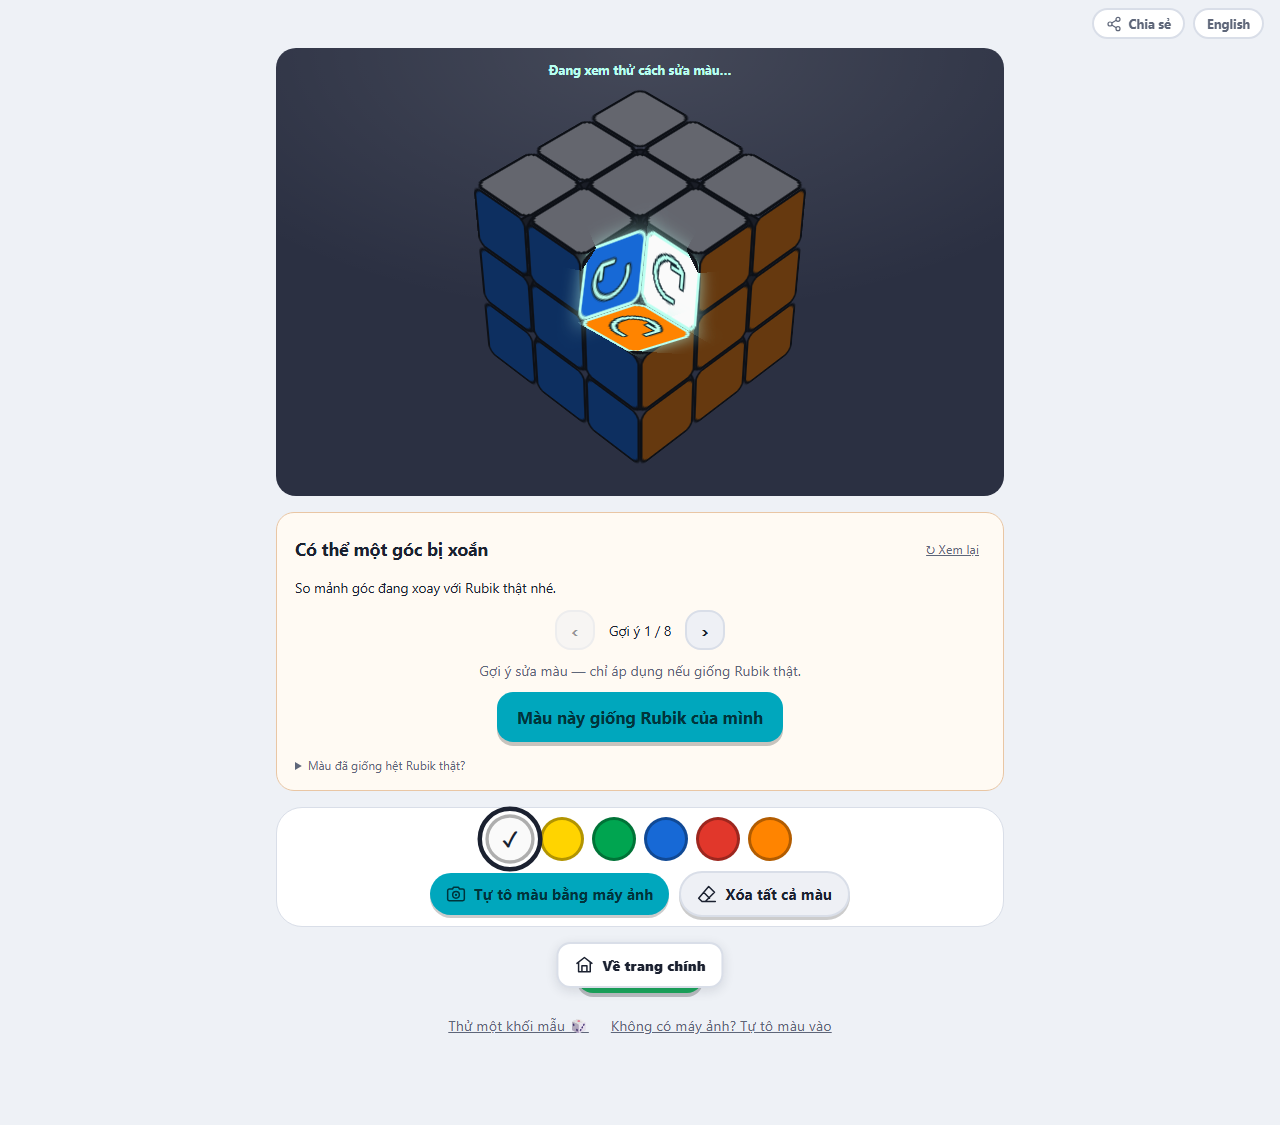 Chia sẻ
English
Đang xem thử cách sửa màu...
Có thể một góc bị xoắn
↻ Xem lại
So mảnh góc đang xoay với Rubik thật nhé.
‹ Gợi ý 1 / 8 ›
Gợi ý sửa màu — chỉ áp dụng nếu giống Rubik thật.
Màu này giống Rubik của mình
▶ Màu đã giống hệt Rubik thật?
✓
Tự tô màu bằng máy ảnh
Xóa tất cả màu
Về trang chính
Thử một khối mẫu 🎲
Không có máy ảnh? Tự tô màu vào